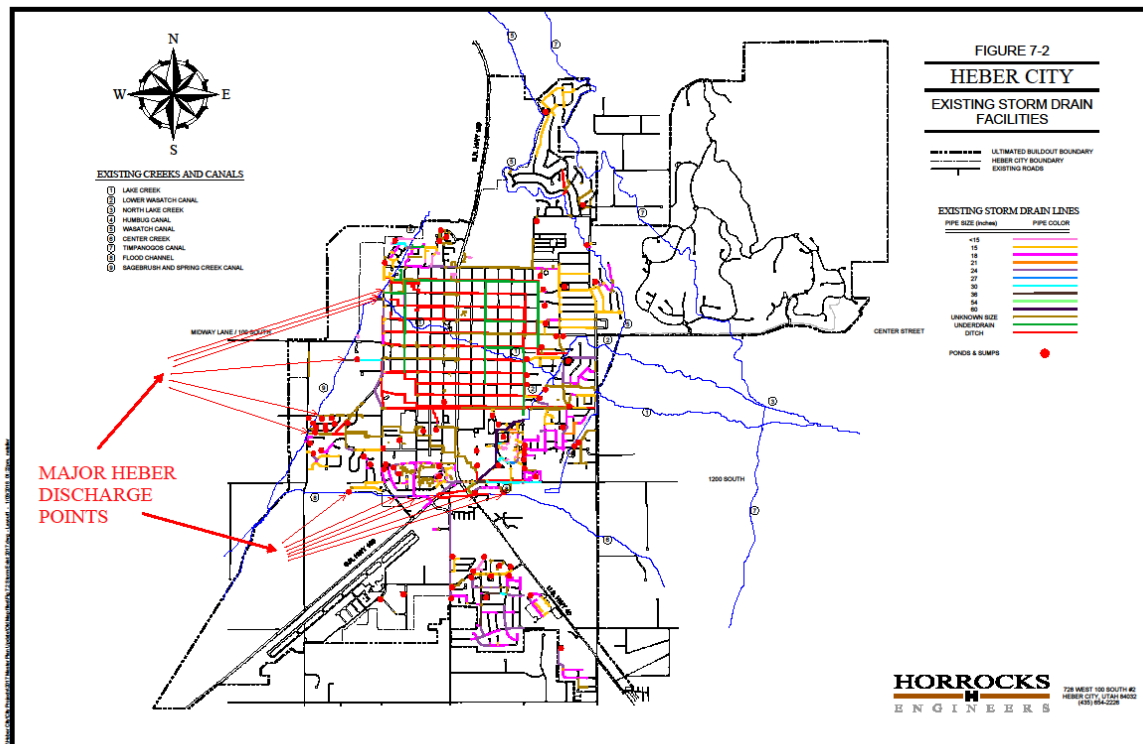 FIGURE 7-2
HEBER CITY
EXISTING STORM DRAIN
FACILITIES
N
W
E
S
ULTIMATED BUILDOUT BOUNDARY
HEBER CITY BOUNDARY
EXISTING ROADS
EXISTING CREEKS AND CANALS
1 LAKE CREEK
2 LOWER WASATCH CANAL
3 NORTH LAKE CREEK
4 HUMBUG CANAL
5 WASATCH CANAL
6 CENTER CREEK
7 TIMPANOGOS CANAL
8 FLOOD CHANNEL
9 SAGEBRUSH AND SPRING CREEK CANAL
EXISTING STORM DRAIN LINES
PIPE SIZE (inches) PIPE COLOR
<15
15
18
21
24
27
30
36
54
60
UNKNOWN SIZE
UNDERDRAIN
DITCH
PONDS & SUMPS
MIDWAY LANE / 100 SOUTH
CENTER STREET
1200 SOUTH
U.S. HWY 40
MAJOR HEBER
DISCHARGE
POINTS
HORROCKS
H
ENGINEERS
728 WEST 100 SOUTH #2
HEBER CITY, UTAH 84032
(435) 654-2226